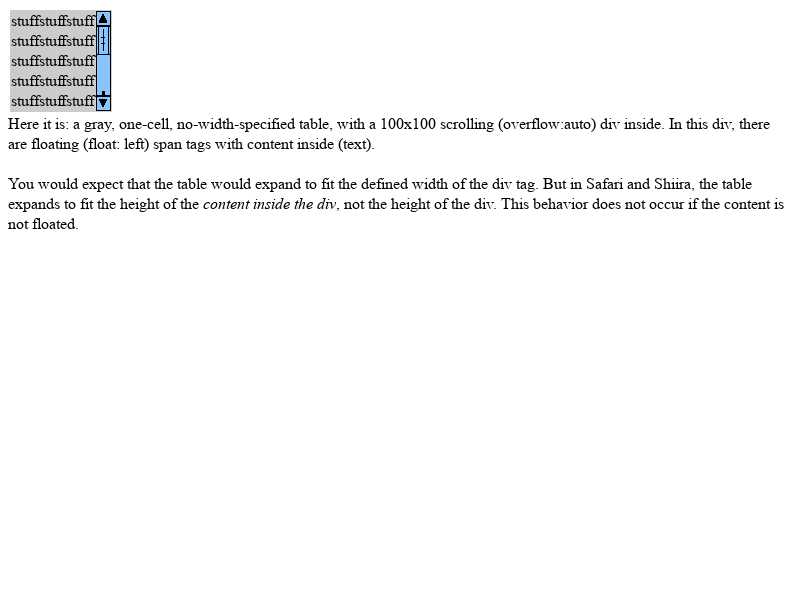 stuffstuffstuff
stuffstuffstuff
stuffstuffstuff
stuffstuffstuff
stuffstuffstuff
Here it is: a gray, one-cell, no-width-specified table, with a 100x100 scrolling (overflow:auto) div inside. In this div, there
are floating (float: left) span tags with content inside (text).
You would expect that the table would expand to fit the defined width of the div tag. But in Safari and Shiira, the table
expands to fit the height of the content inside the div, not the height of the div. This behavior does not occur if the content is
not floated.